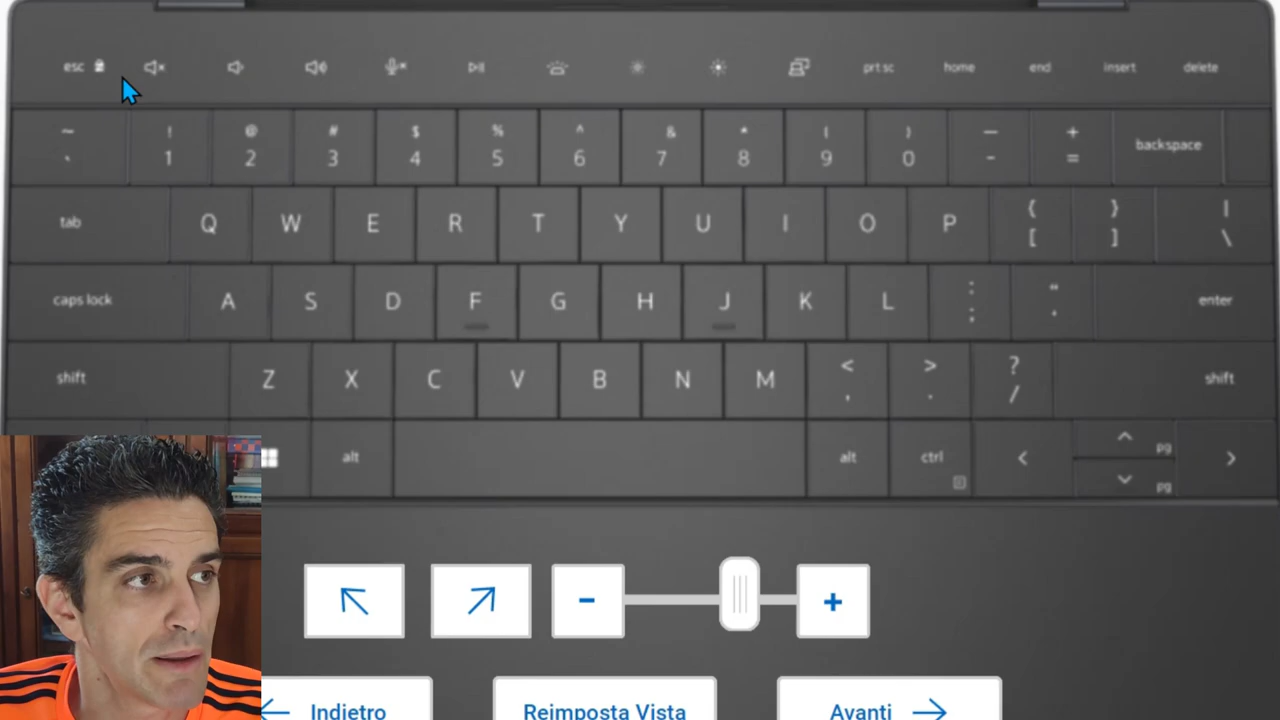 esc prt sc home end insert delete
~ ! @ # $ % ^ & * ( ) — +
` 1 2 3 4 5 6 7 8 9 0 - = backspace
tab Q W E R T Y U I O P { } |
[ ] \
caps lock A S D F G H J K L : " enter
; '
shift Z X C V B N M < > ? shift
, . /
alt alt ctrl < ^ pg >
pg
- +
← Indietro Reimposta Vista Avanti →